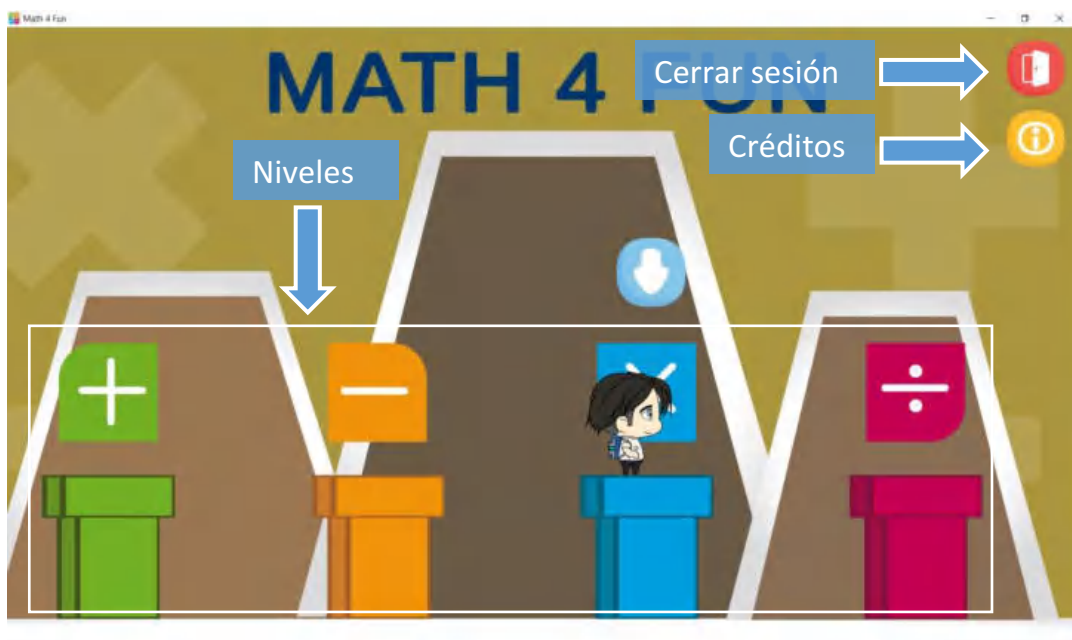 Math 4 Fun
MATH 4 FUN
Cerrar sesión
Créditos
Niveles